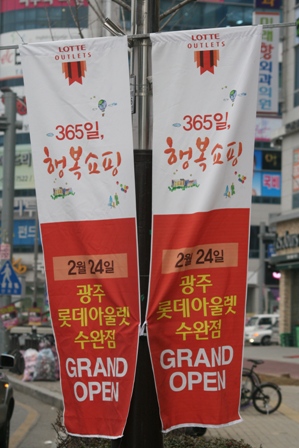 LOTTE
OUTLETS
365일,
행복쇼핑
2월 24일
광주
롯데아울렛
수완점
GRAND
OPEN
LOTTE
OUTLETS
365일,
행복쇼핑
2월 24일
광주
롯데아울렛
수완점
GRAND
OPEN